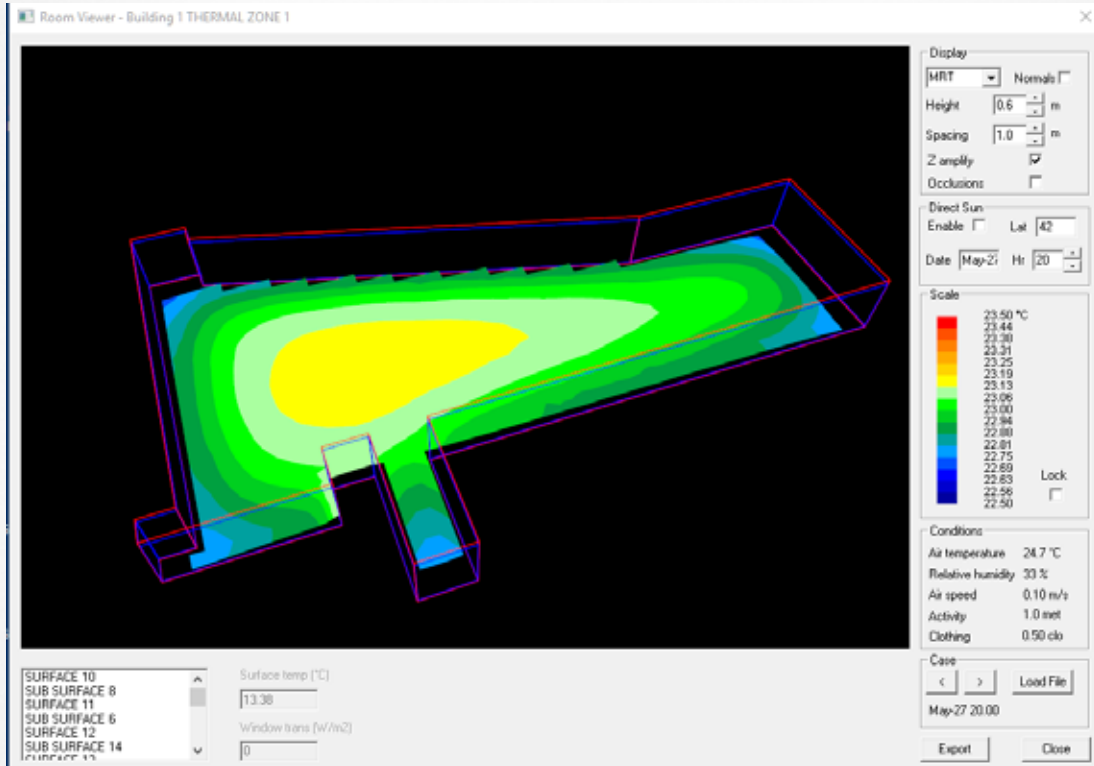 Room Viewer - Building 1 THERMAL ZONE 1
Display
MRT Normals
Height 0.6 m
Spacing 1.0 m
Z amplify
Occlusions
Direct Sun
Enable Lat 42
Date May-27 Hr 20
Scale
23.50 °C
23.44
23.38
23.31
23.25
23.19
23.13
23.06
23.00
22.94
22.88
22.81
22.75
22.69
22.63
22.56
22.50
Lock
Conditions
Air temperature 24.7 °C
Relative humidity 33 %
Air speed 0.10 m/s
Activity 1.0 met
Clothing 0.50 clo
Case
< > Load File
May-27 20.00
Export Close
SURFACE 10
SUB SURFACE 8
SURFACE 11
SUB SURFACE 6
SURFACE 12
SUB SURFACE 14
SURFACE 13
Surface temp (°C)
13.38
Window trans (W/m2)
0